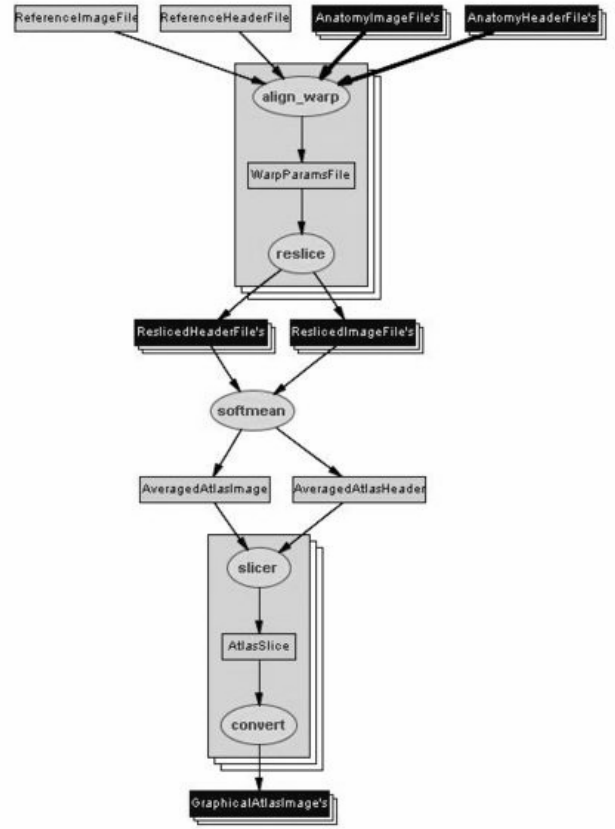 ReferenceImageFile
ReferenceHeaderFile
AnatomyImageFile's
AnatomyHeaderFile's
align_warp
WarpParamsFile
reslice
ReslicedHeaderFile's
ReslicedImageFile's
softmean
AveragedAtlasImage
AveragedAtlasHeader
slicer
AtlasSlice
convert
GraphicalAtlasImage's